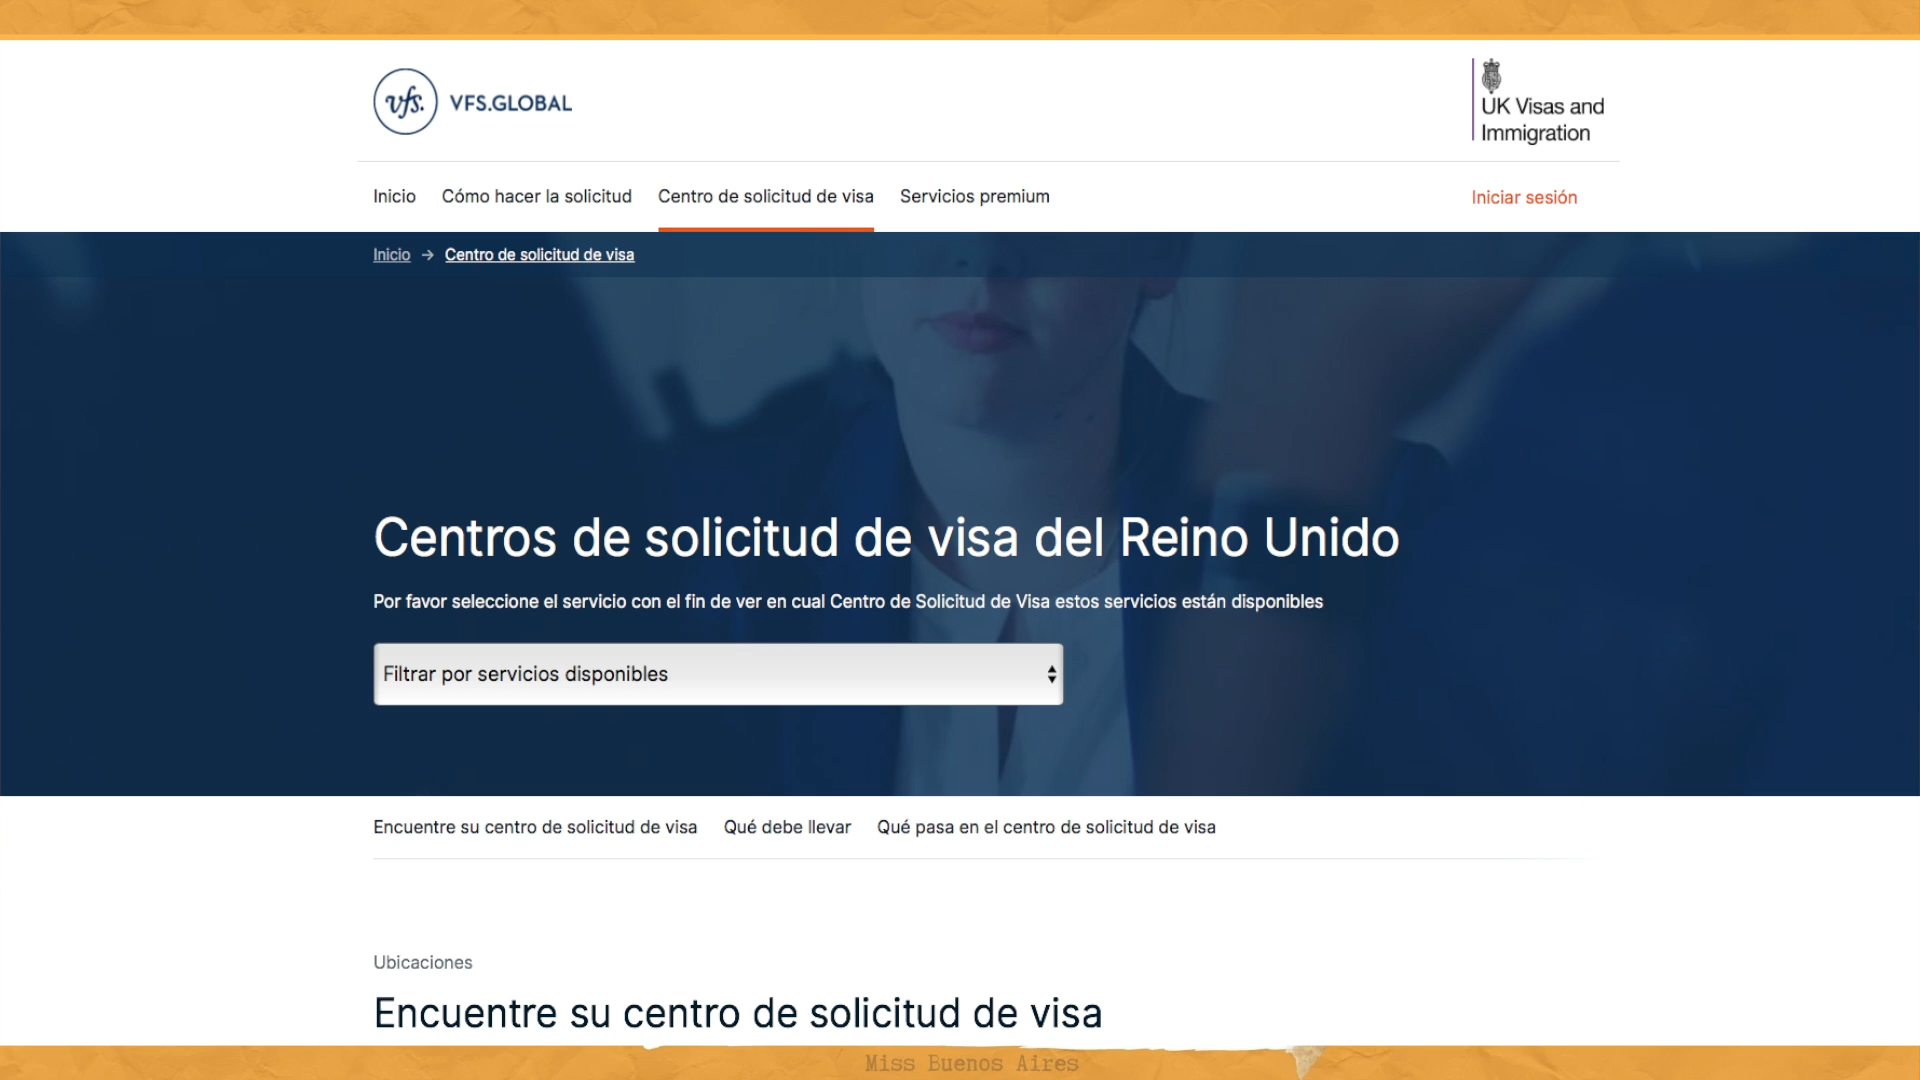 vfs. VFS.GLOBAL
UK Visas and
Immigration
Inicio Cómo hacer la solicitud Centro de solicitud de visa Servicios premium Iniciar sesión
Inicio → Centro de solicitud de visa
Centros de solicitud de visa del Reino Unido
Por favor seleccione el servicio con el fin de ver en cual Centro de Solicitud de Visa estos servicios están disponibles
Filtrar por servicios disponibles
Encuentre su centro de solicitud de visa Qué debe llevar Qué pasa en el centro de solicitud de visa
Ubicaciones
Encuentre su centro de solicitud de visa
Miss Buenos Aires